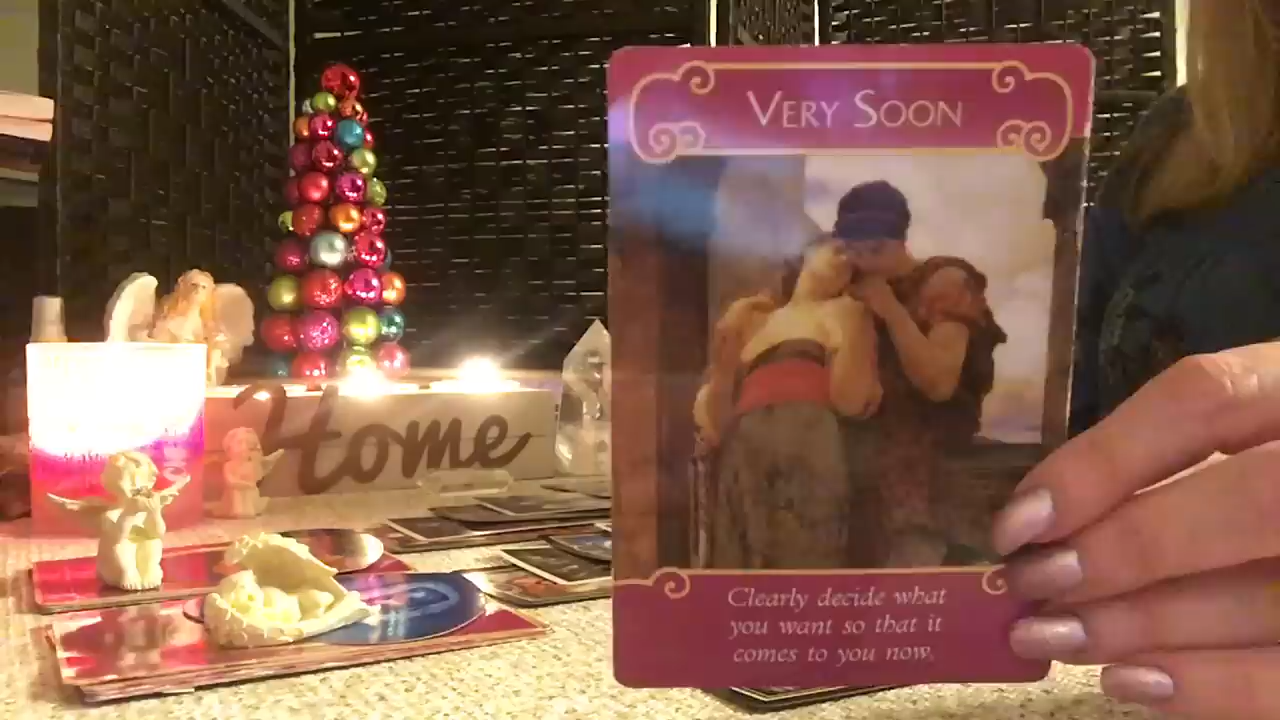 VERY SOON
Home
Clearly decide what
you want so that it
comes to you now.